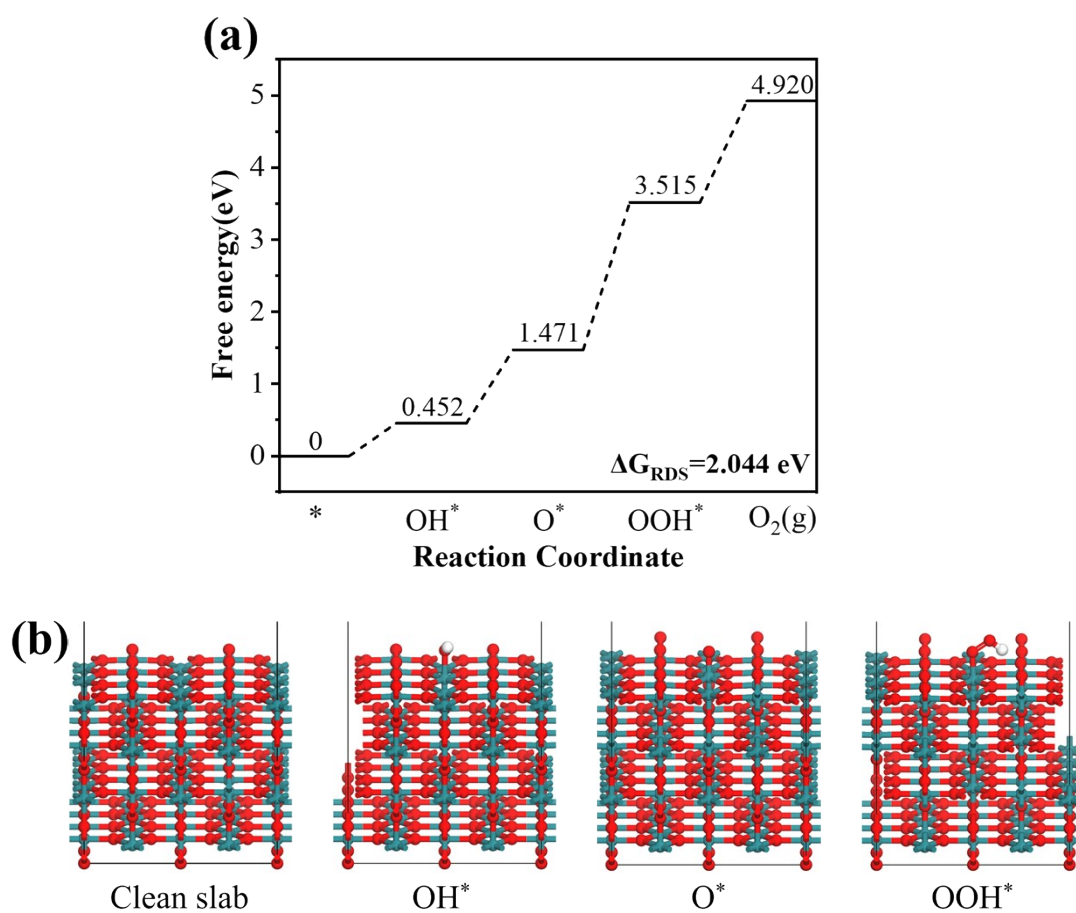 (a)
Free energy(eV)
5
4
3
2
1
0
0
0.452
1.471
3.515
4.920
ΔG_RDS=2.044 eV
* OH* O* OOH* O₂(g)
Reaction Coordinate
(b)
Clean slab OH* O* OOH*